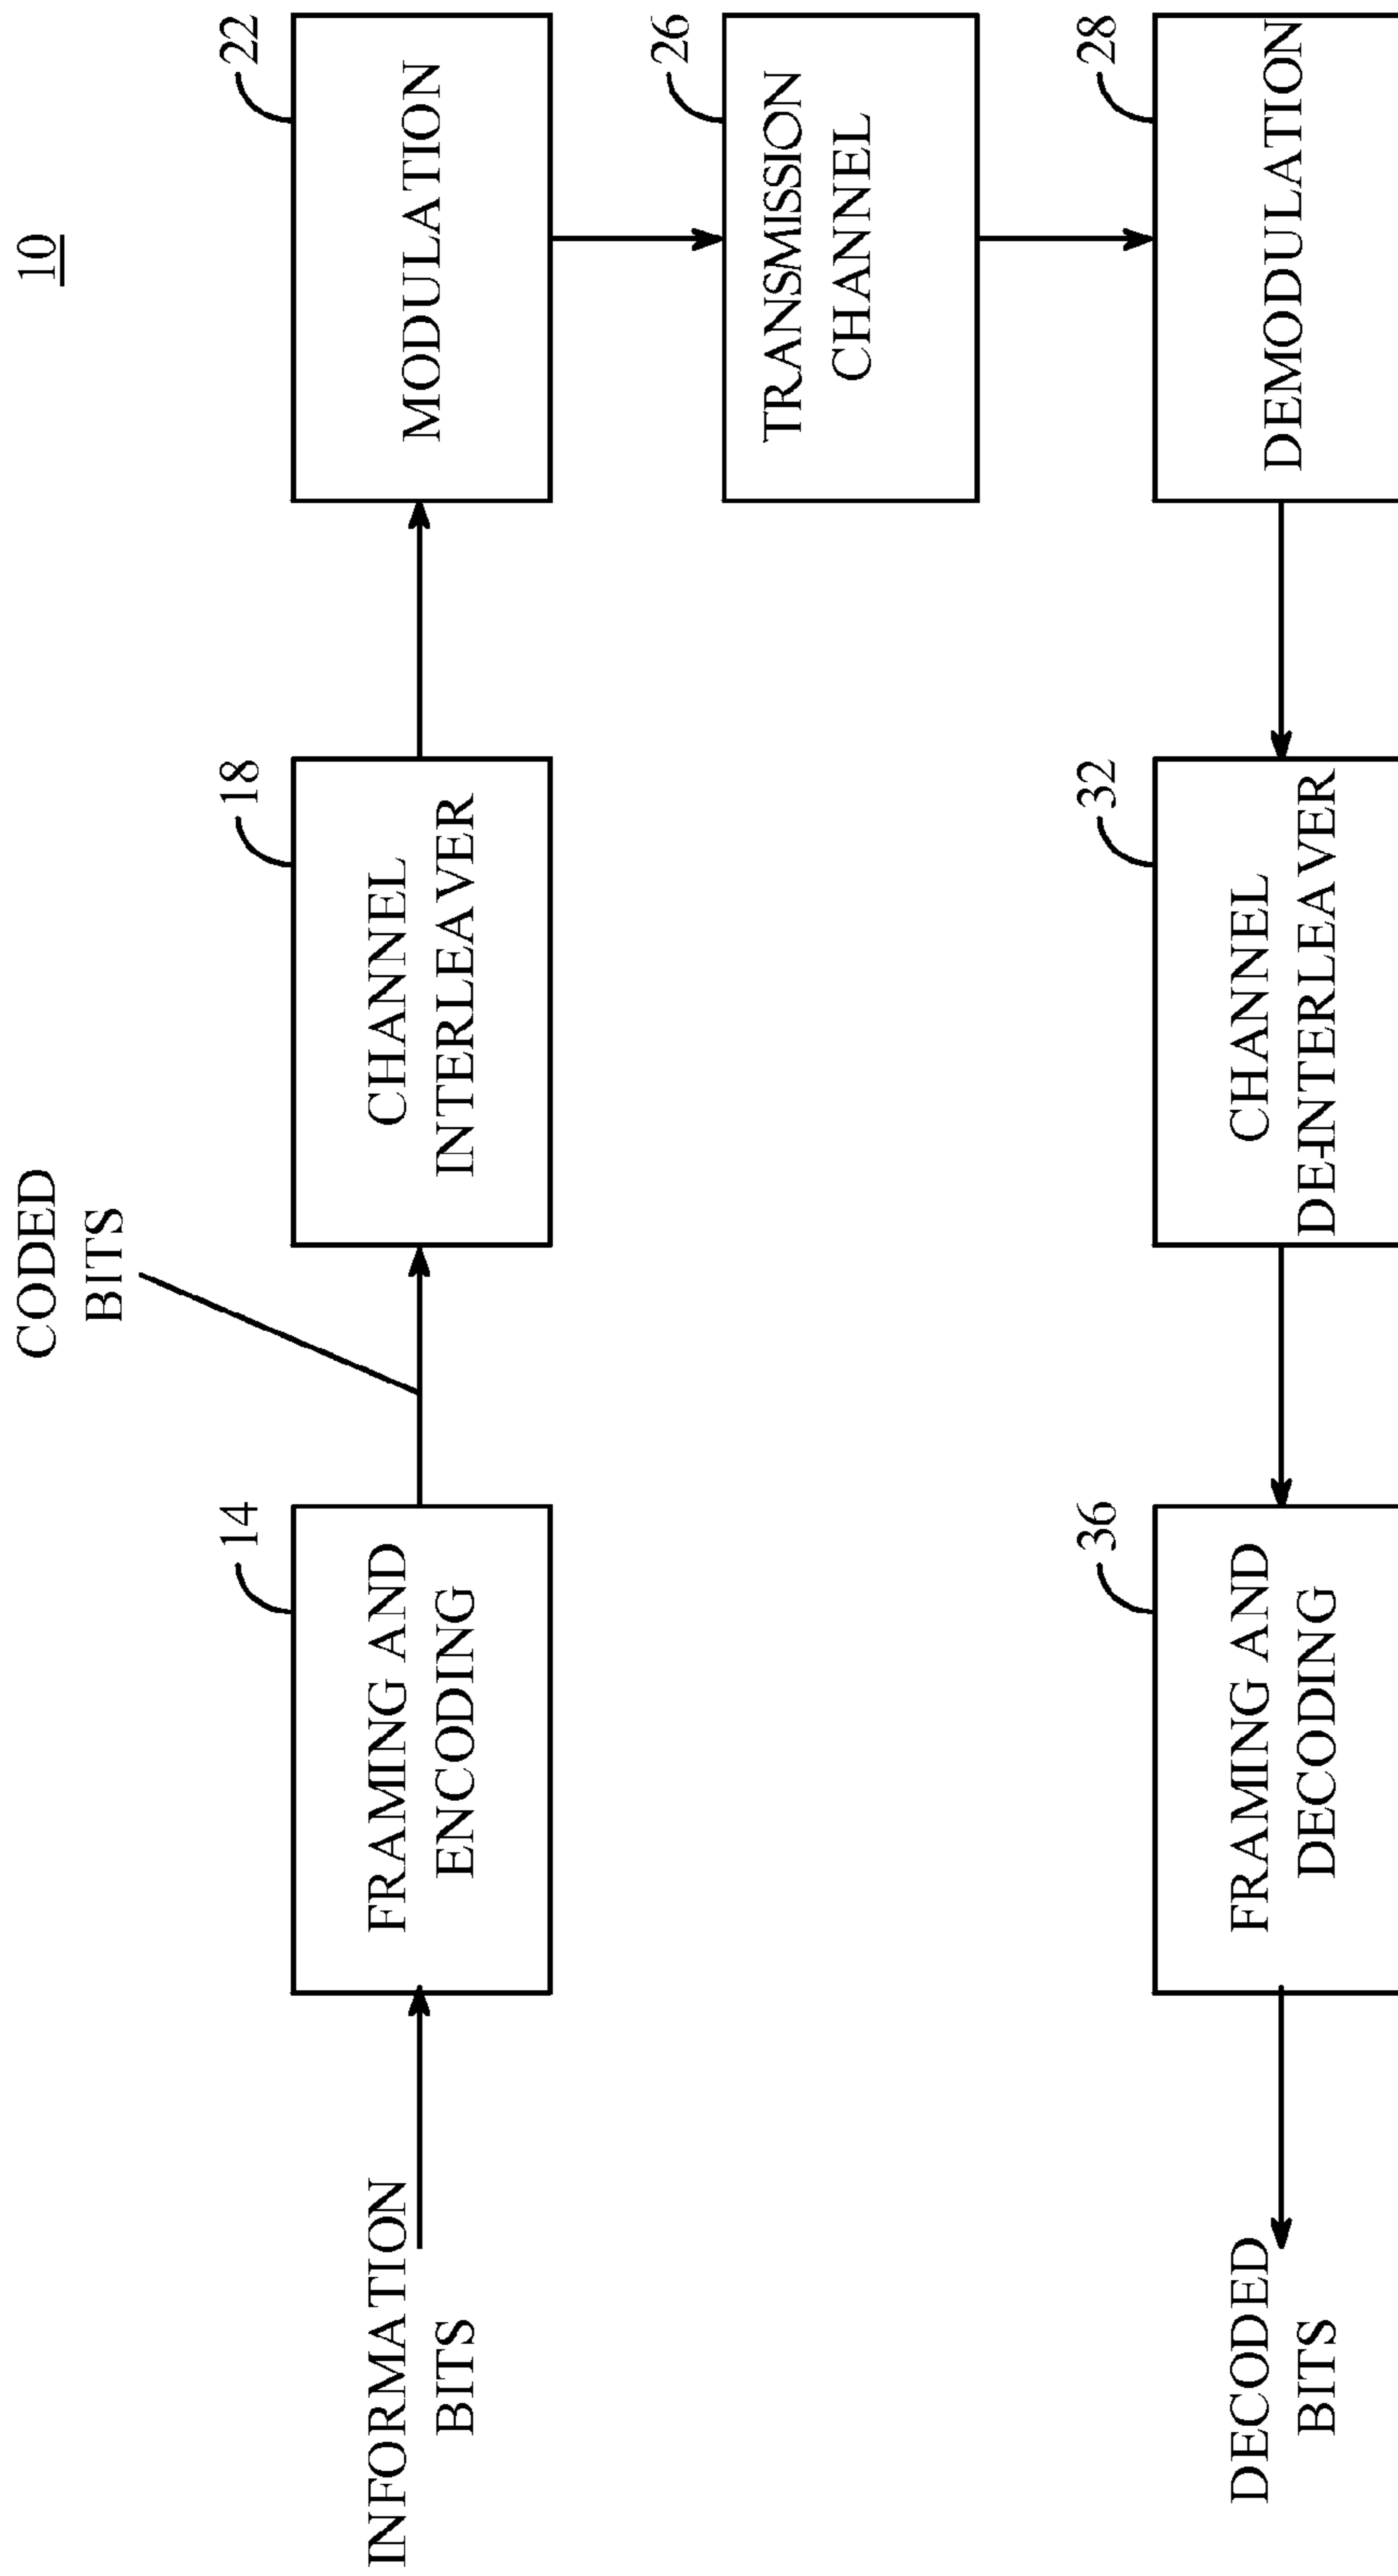 10
CODED
BITS
14
18
22
INFORMATION
BITS
FRAMING AND
ENCODING
CHANNEL
INTERLEAVER
MODULATION
26
TRANSMISSION
CHANNEL
36
32
28
DECODED
BITS
FRAMING AND
DECODING
CHANNEL
DE-INTERLEAVER
DEMODULATION